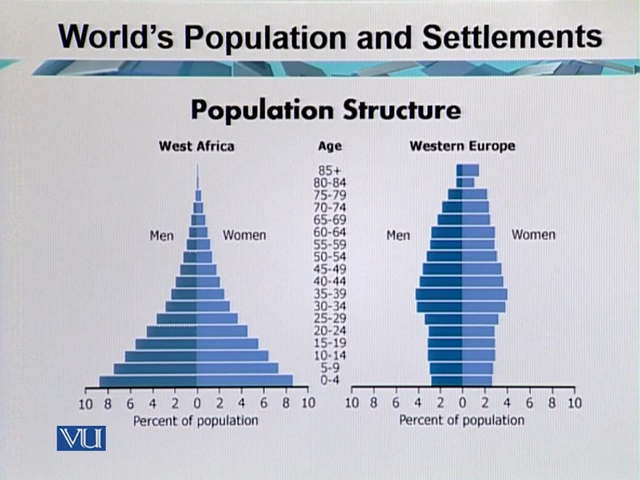 World's Population and Settlements
Population Structure
West Africa Age Western Europe
85+
80-84
75-79
70-74
65-69
Men Women 60-64 Men Women
55-59
50-54
45-49
40-44
35-39
30-34
25-29
20-24
15-19
10-14
5-9
0-4
10 8 6 4 2 0 2 4 6 8 10 10 8 6 4 2 0 2 4 6 8 10
Percent of population Percent of population
VU